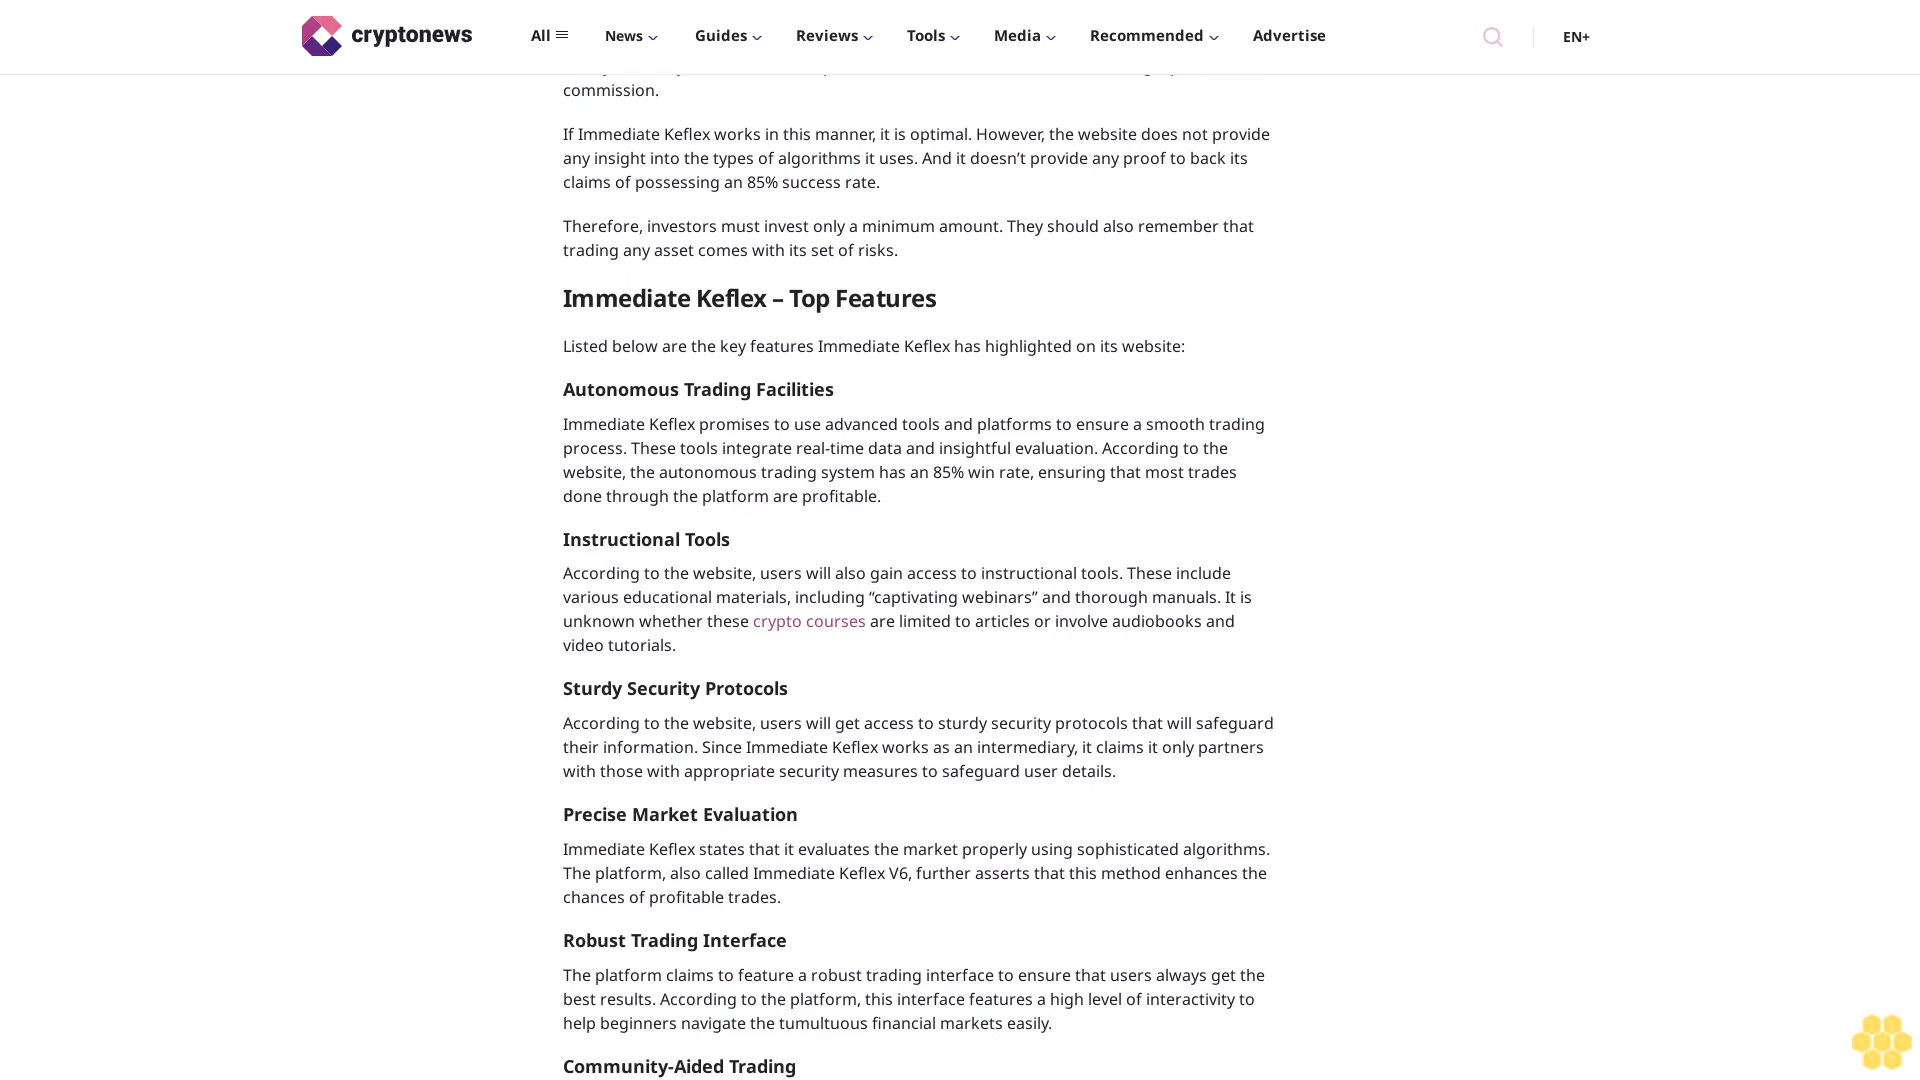 cryptonews
All
News
Guides
Reviews
Tools
Media
Recommended
Advertise
EN+
commission.
If Immediate Keflex works in this manner, it is optimal. However, the website does not provide
any insight into the types of algorithms it uses. And it doesn’t provide any proof to back its
claims of possessing an 85% success rate.
Therefore, investors must invest only a minimum amount. They should also remember that
trading any asset comes with its set of risks.
Immediate Keflex – Top Features
Listed below are the key features Immediate Keflex has highlighted on its website:
Autonomous Trading Facilities
Immediate Keflex promises to use advanced tools and platforms to ensure a smooth trading
process. These tools integrate real-time data and insightful evaluation. According to the
website, the autonomous trading system has an 85% win rate, ensuring that most trades
done through the platform are profitable.
Instructional Tools
According to the website, users will also gain access to instructional tools. These include
various educational materials, including “captivating webinars” and thorough manuals. It is
unknown whether these crypto courses are limited to articles or involve audiobooks and
video tutorials.
Sturdy Security Protocols
According to the website, users will get access to sturdy security protocols that will safeguard
their information. Since Immediate Keflex works as an intermediary, it claims it only partners
with those with appropriate security measures to safeguard user details.
Precise Market Evaluation
Immediate Keflex states that it evaluates the market properly using sophisticated algorithms.
The platform, also called Immediate Keflex V6, further asserts that this method enhances the
chances of profitable trades.
Robust Trading Interface
The platform claims to feature a robust trading interface to ensure that users always get the
best results. According to the platform, this interface features a high level of interactivity to
help beginners navigate the tumultuous financial markets easily.
Community-Aided Trading